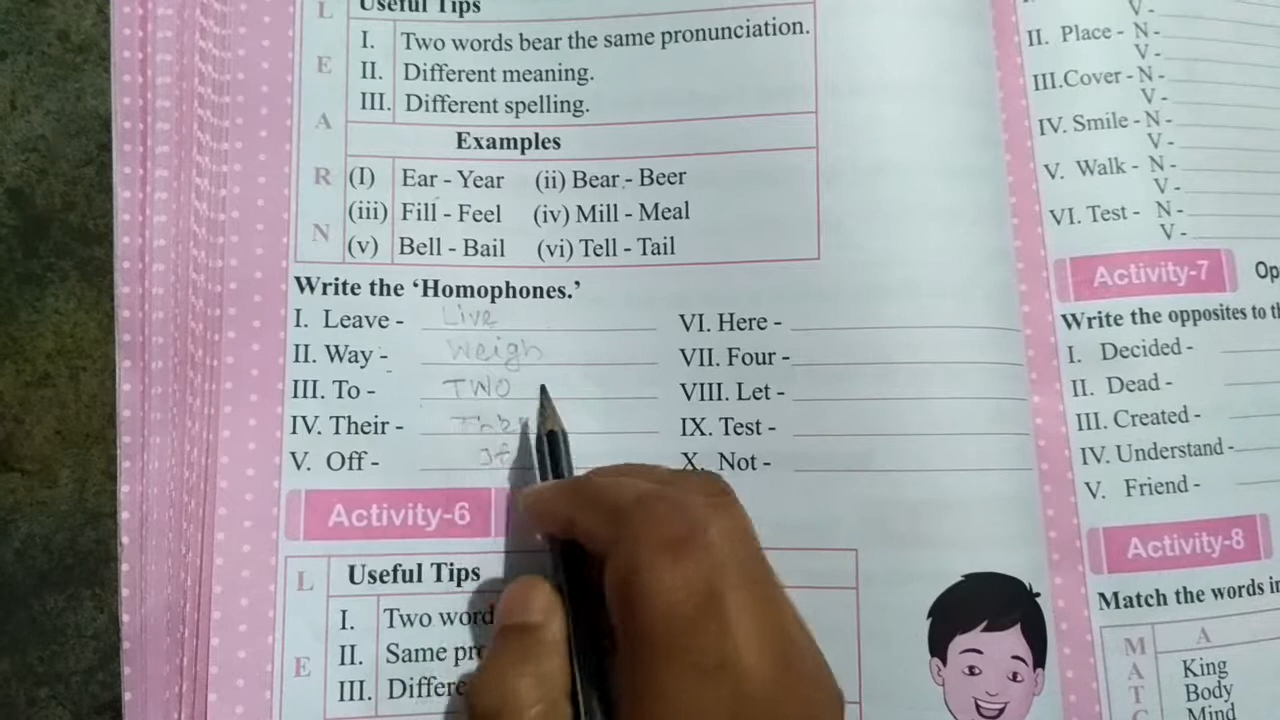 L
Useful Tips
I. Two words bear the same pronunciation.
E
II. Different meaning.
III. Different spelling.
A
Examples
R
(I) Ear - Year (ii) Bear - Beer
(iii) Fill - Feel (iv) Mill - Meal
N
(v) Bell - Bail (vi) Tell - Tail
Write the ‘Homophones.’
I. Leave - Live
II. Way - Weigh
III. To - TWO
IV. Their -
V. Off -
VI. Here -
VII. Four -
VIII. Let -
IX. Test -
X. Not -
Activity-6
L
Useful Tips
I. Two word
II. Same
E
III.
V -
II. Place - N -
V -
III.Cover - N -
V -
IV. Smile - N -
V -
V. Walk - N -
V -
VI. Test - N -
V -
Activity-7
Write the opposites to
I. Decided -
II. Dead -
III. Created -
IV. Understand -
V. Friend -
Activity-8
Match the words
M
A
A
King
T
Body
Mind